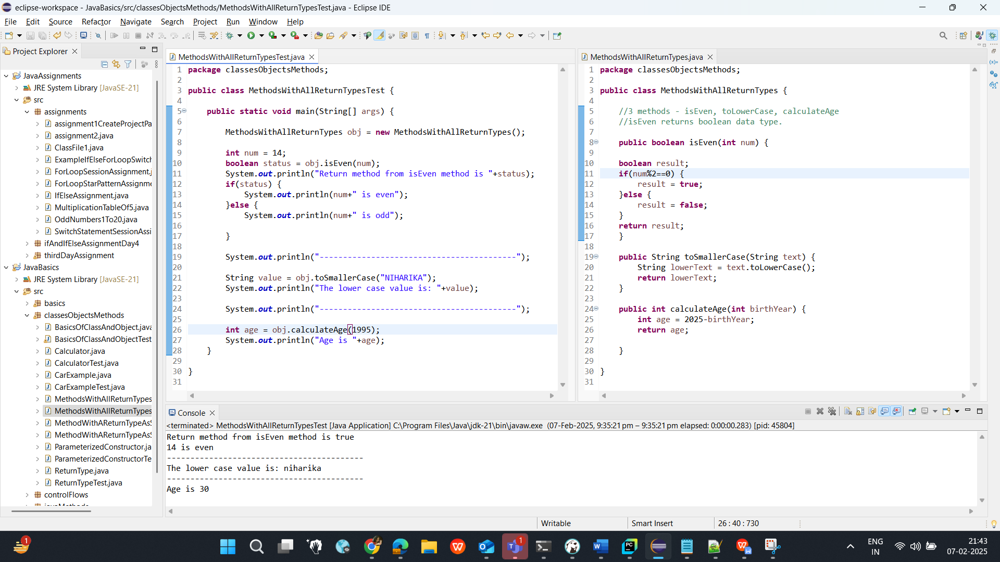 eclipse-workspace - JavaBasics/src/classesObjectsMethods/MethodsWithAllReturnTypesTest.java - Eclipse IDE
File Edit Source Refactor Navigate Search Project Run Window Help
Project Explorer
JavaAssignments
JRE System Library [JavaSE-21]
src
assignments
assignment1CreateProjectPa
assignment2.java
ClassFile1.java
ExampleIfElseForLoopSwitch
ForLoopSessionAssignment.j
ForLoopStarPatternAssignme
IfElseAssignment.java
MultiplicationTableOf5.java
OddNumbers1To20.java
SwitchStatementSessionAssi
ifAndIfElseAssignmentDay4
thirdDayAssignment
JavaBasics
JRE System Library [JavaSE-21]
src
basics
classesObjectsMethods
BasicsOfClassAndObject.java
BasicsOfClassAndObjectTest
Calculator.java
CalculatorTest.java
CarExample.java
CarExampleTest.java
MethodsWithAllReturnTypes
MethodsWithAllReturnTypes
MethodWithAReturnTypeAsS
MethodWithAReturnTypeAsS
ParameterizedConstructor.ja
ParameterizedConstructorTe
ReturnType.java
ReturnTypeTest.java
controlFlows
MethodsWithAllReturnTypesTest.java
1 package classesObjectsMethods;
2
3 public class MethodsWithAllReturnTypesTest {
4
5 public static void main(String[] args) {
6
7 MethodsWithAllReturnTypes obj = new MethodsWithAllReturnTypes();
8
9 int num = 14;
10 boolean status = obj.isEven(num);
11 System.out.println("Return method from isEven method is "+status);
12 if(status) {
13 System.out.println(num+" is even");
14 }else {
15 System.out.println(num+" is odd");
16
17 }
18
19 System.out.println("------------------------------------------");
20
21 String value = obj.toSmallerCase("NIHARIKA");
22 System.out.println("The lower case value is: "+value);
23
24 System.out.println("------------------------------------------");
25
26 int age = obj.calculateAge(1995);
27 System.out.println("Age is "+age);
28 }
29
30 }
31
MethodsWithAllReturnTypes.java
1 package classesObjectsMethods;
2
3 public class MethodsWithAllReturnTypes {
4
5 //3 methods - isEven, toLowerCase, calculateAge
6 //isEven returns boolean data type.
7
8 public boolean isEven(int num) {
9
10 boolean result;
11 if(num%2==0) {
12 result = true;
13 }else {
14 result = false;
15 }
16 return result;
17 }
18
19 public String toSmallerCase(String text) {
20 String lowerText = text.toLowerCase();
21 return lowerText;
22 }
23
24 public int calculateAge(int birthYear) {
25 int age = 2025-birthYear;
26 return age;
27
28 }
29
30 }
31
Console
<terminated> MethodsWithAllReturnTypesTest [Java Application] C:\Program Files\Java\jdk-21\bin\javaw.exe (07-Feb-2025, 9:35:21 pm – 9:35:21 pm elapsed: 0:00:00.283) [pid: 45804]
Return method from isEven method is true
14 is even
------------------------------------------
The lower case value is: niharika
------------------------------------------
Age is 30
Writable Smart Insert 26 : 40 : 730
1
1
ENG
IN
21:43
07-02-2025